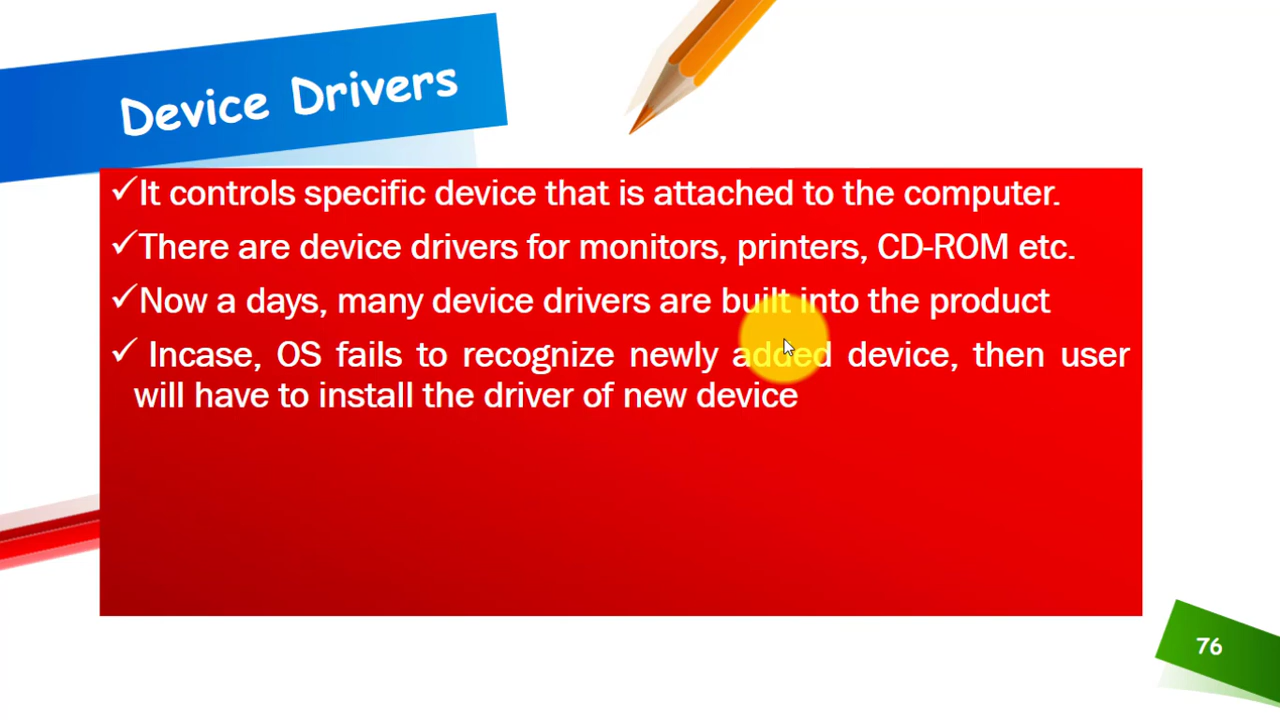 Device Drivers
✓It controls specific device that is attached to the computer.
✓There are device drivers for monitors, printers, CD-ROM etc.
✓Now a days, many device drivers are built into the product
✓ Incase, OS fails to recognize newly added device, then user
will have to install the driver of new device
76